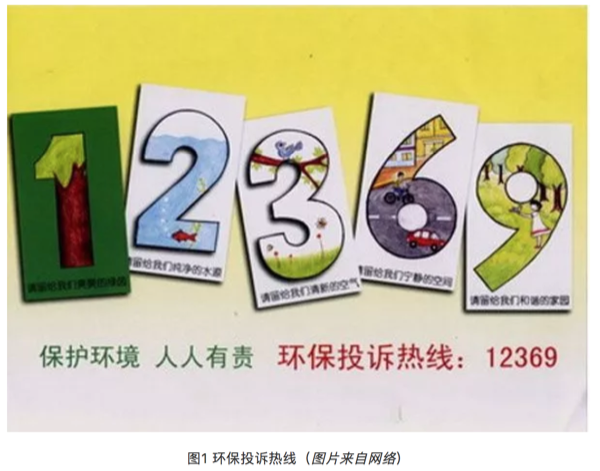 1
请留给我们的绿园
2
请留给我们纯净的水源
3
请留给我们清新的空气
6
请留给我们宁静的空间
9
请留给我们和谐的家园
保护环境 人人有责 环保投诉热线：12369
图1 环保投诉热线（图片来自网络）